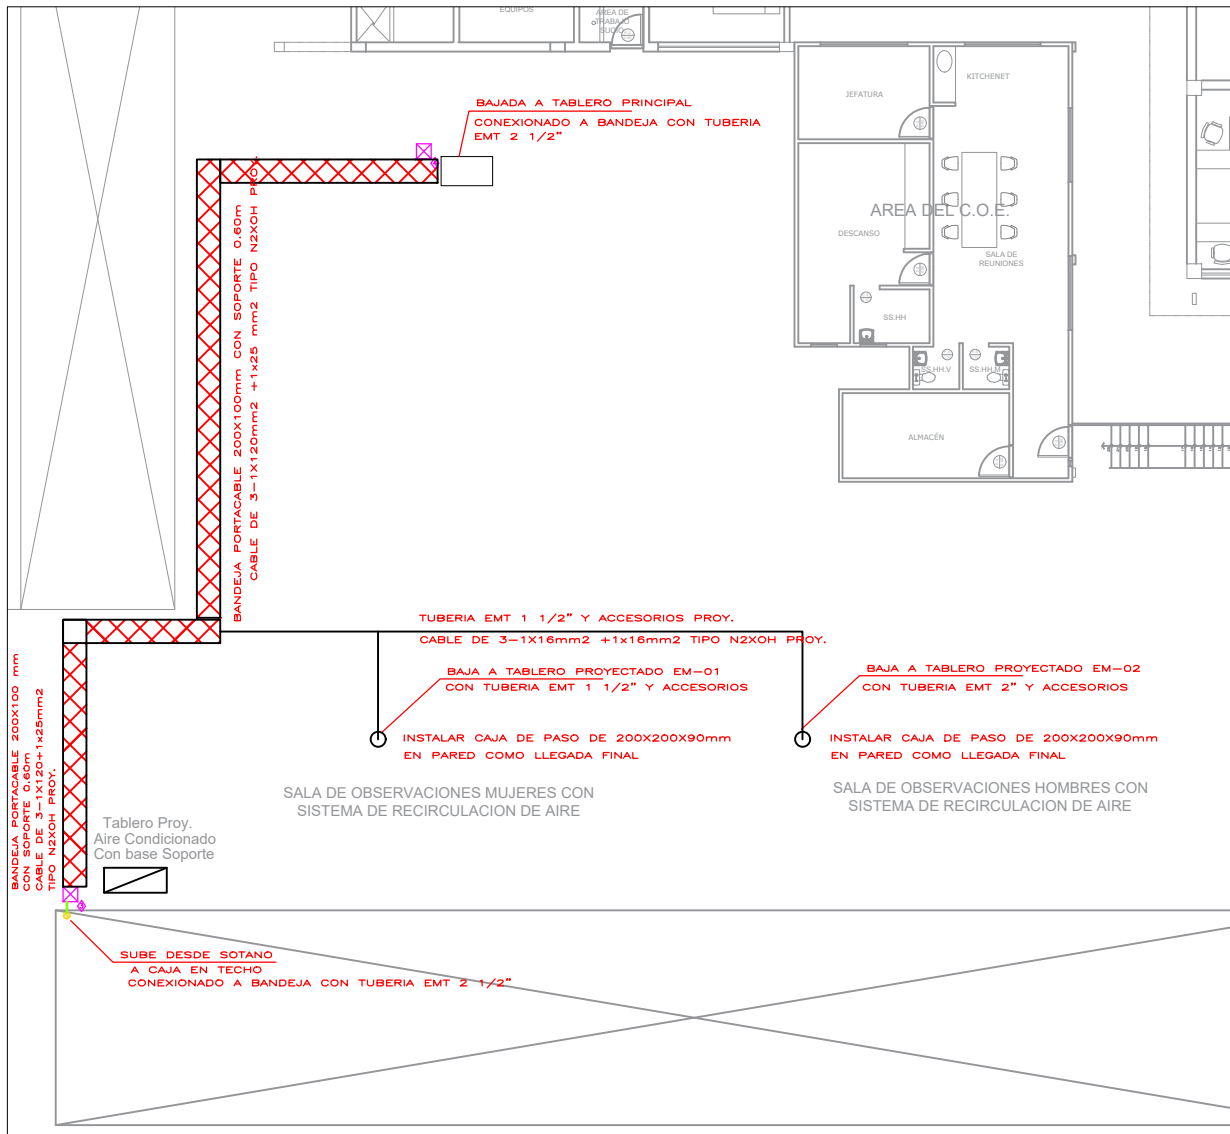 EQUIPOS
AREA DE
TRABAJO
SUCIO
KITCHENET
JEFATURA
BAJADA A TABLERO PRINCIPAL
CONEXIONADO A BANDEJA CON TUBERIA
EMT 2 1/2"
AREA DEL C.O.E.
DESCANSO
SALA DE
REUNIONES
SS.HH
SS.HH.V
SS.HH.M
ALMACÉN
BANDEJA PORTACABLE 200X100mm CON SOPORTE 0.60m
CABLE DE 3-1X120mm2 +1x25 mm2 TIPO N2XOH PROY.
TUBERIA EMT 1 1/2" Y ACCESORIOS PROY.
CABLE DE 3-1X16mm2 +1x16mm2 TIPO N2XOH PROY.
BAJA A TABLERO PROYECTADO EM-01
CON TUBERIA EMT 1 1/2" Y ACCESORIOS
BAJA A TABLERO PROYECTADO EM-02
CON TUBERIA EMT 2" Y ACCESORIOS
INSTALAR CAJA DE PASO DE 200X200X90mm
EN PARED COMO LLEGADA FINAL
INSTALAR CAJA DE PASO DE 200X200X90mm
EN PARED COMO LLEGADA FINAL
SALA DE OBSERVACIONES MUJERES CON
SISTEMA DE RECIRCULACION DE AIRE
SALA DE OBSERVACIONES HOMBRES CON
SISTEMA DE RECIRCULACION DE AIRE
BANDEJA PORTACABLE 200X100 mm
CON SOPORTE 0.60m
CABLE DE 3-1X120+1x25mm2
TIPO N2XOH PROY.
Tablero Proy.
Aire Condicionado
Con base Soporte
SUBE DESDE SOTANO
A CAJA EN TECHO
CONEXIONADO A BANDEJA CON TUBERIA EMT 2 1/2"